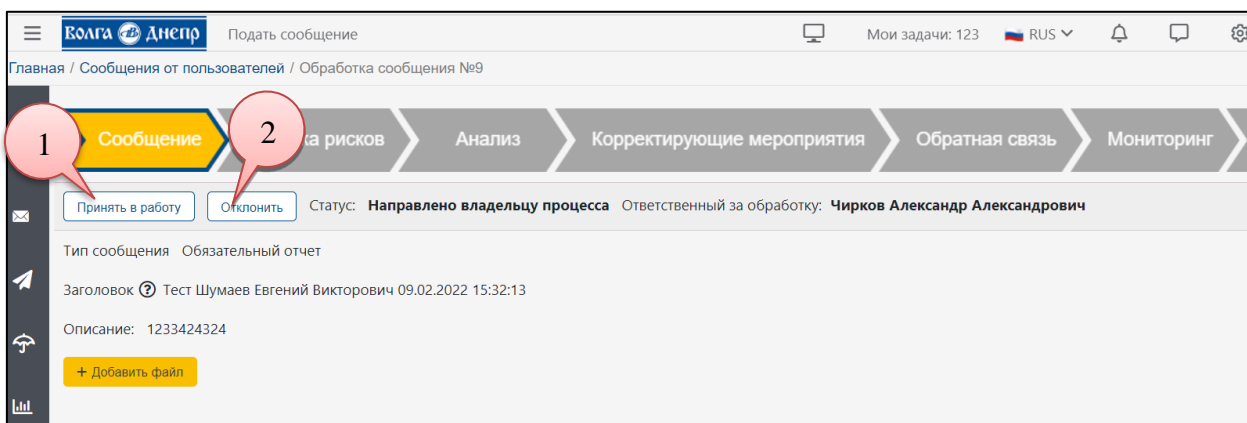 Волга Днепр Подать сообщение Мои задачи: 123 RUS
Главная / Сообщения от пользователей / Обработка сообщения №9
1 Сообщение 2 ка рисков Анализ Корректирующие мероприятия Обратная связь Мониторинг
Принять в работу Отклонить Статус: Направлено владельцу процесса Ответственный за обработку: Чирков Александр Александрович
Тип сообщения Обязательный отчет
Заголовок ? Тест Шумаев Евгений Викторович 09.02.2022 15:32:13
Описание: 1233424324
+ Добавить файл